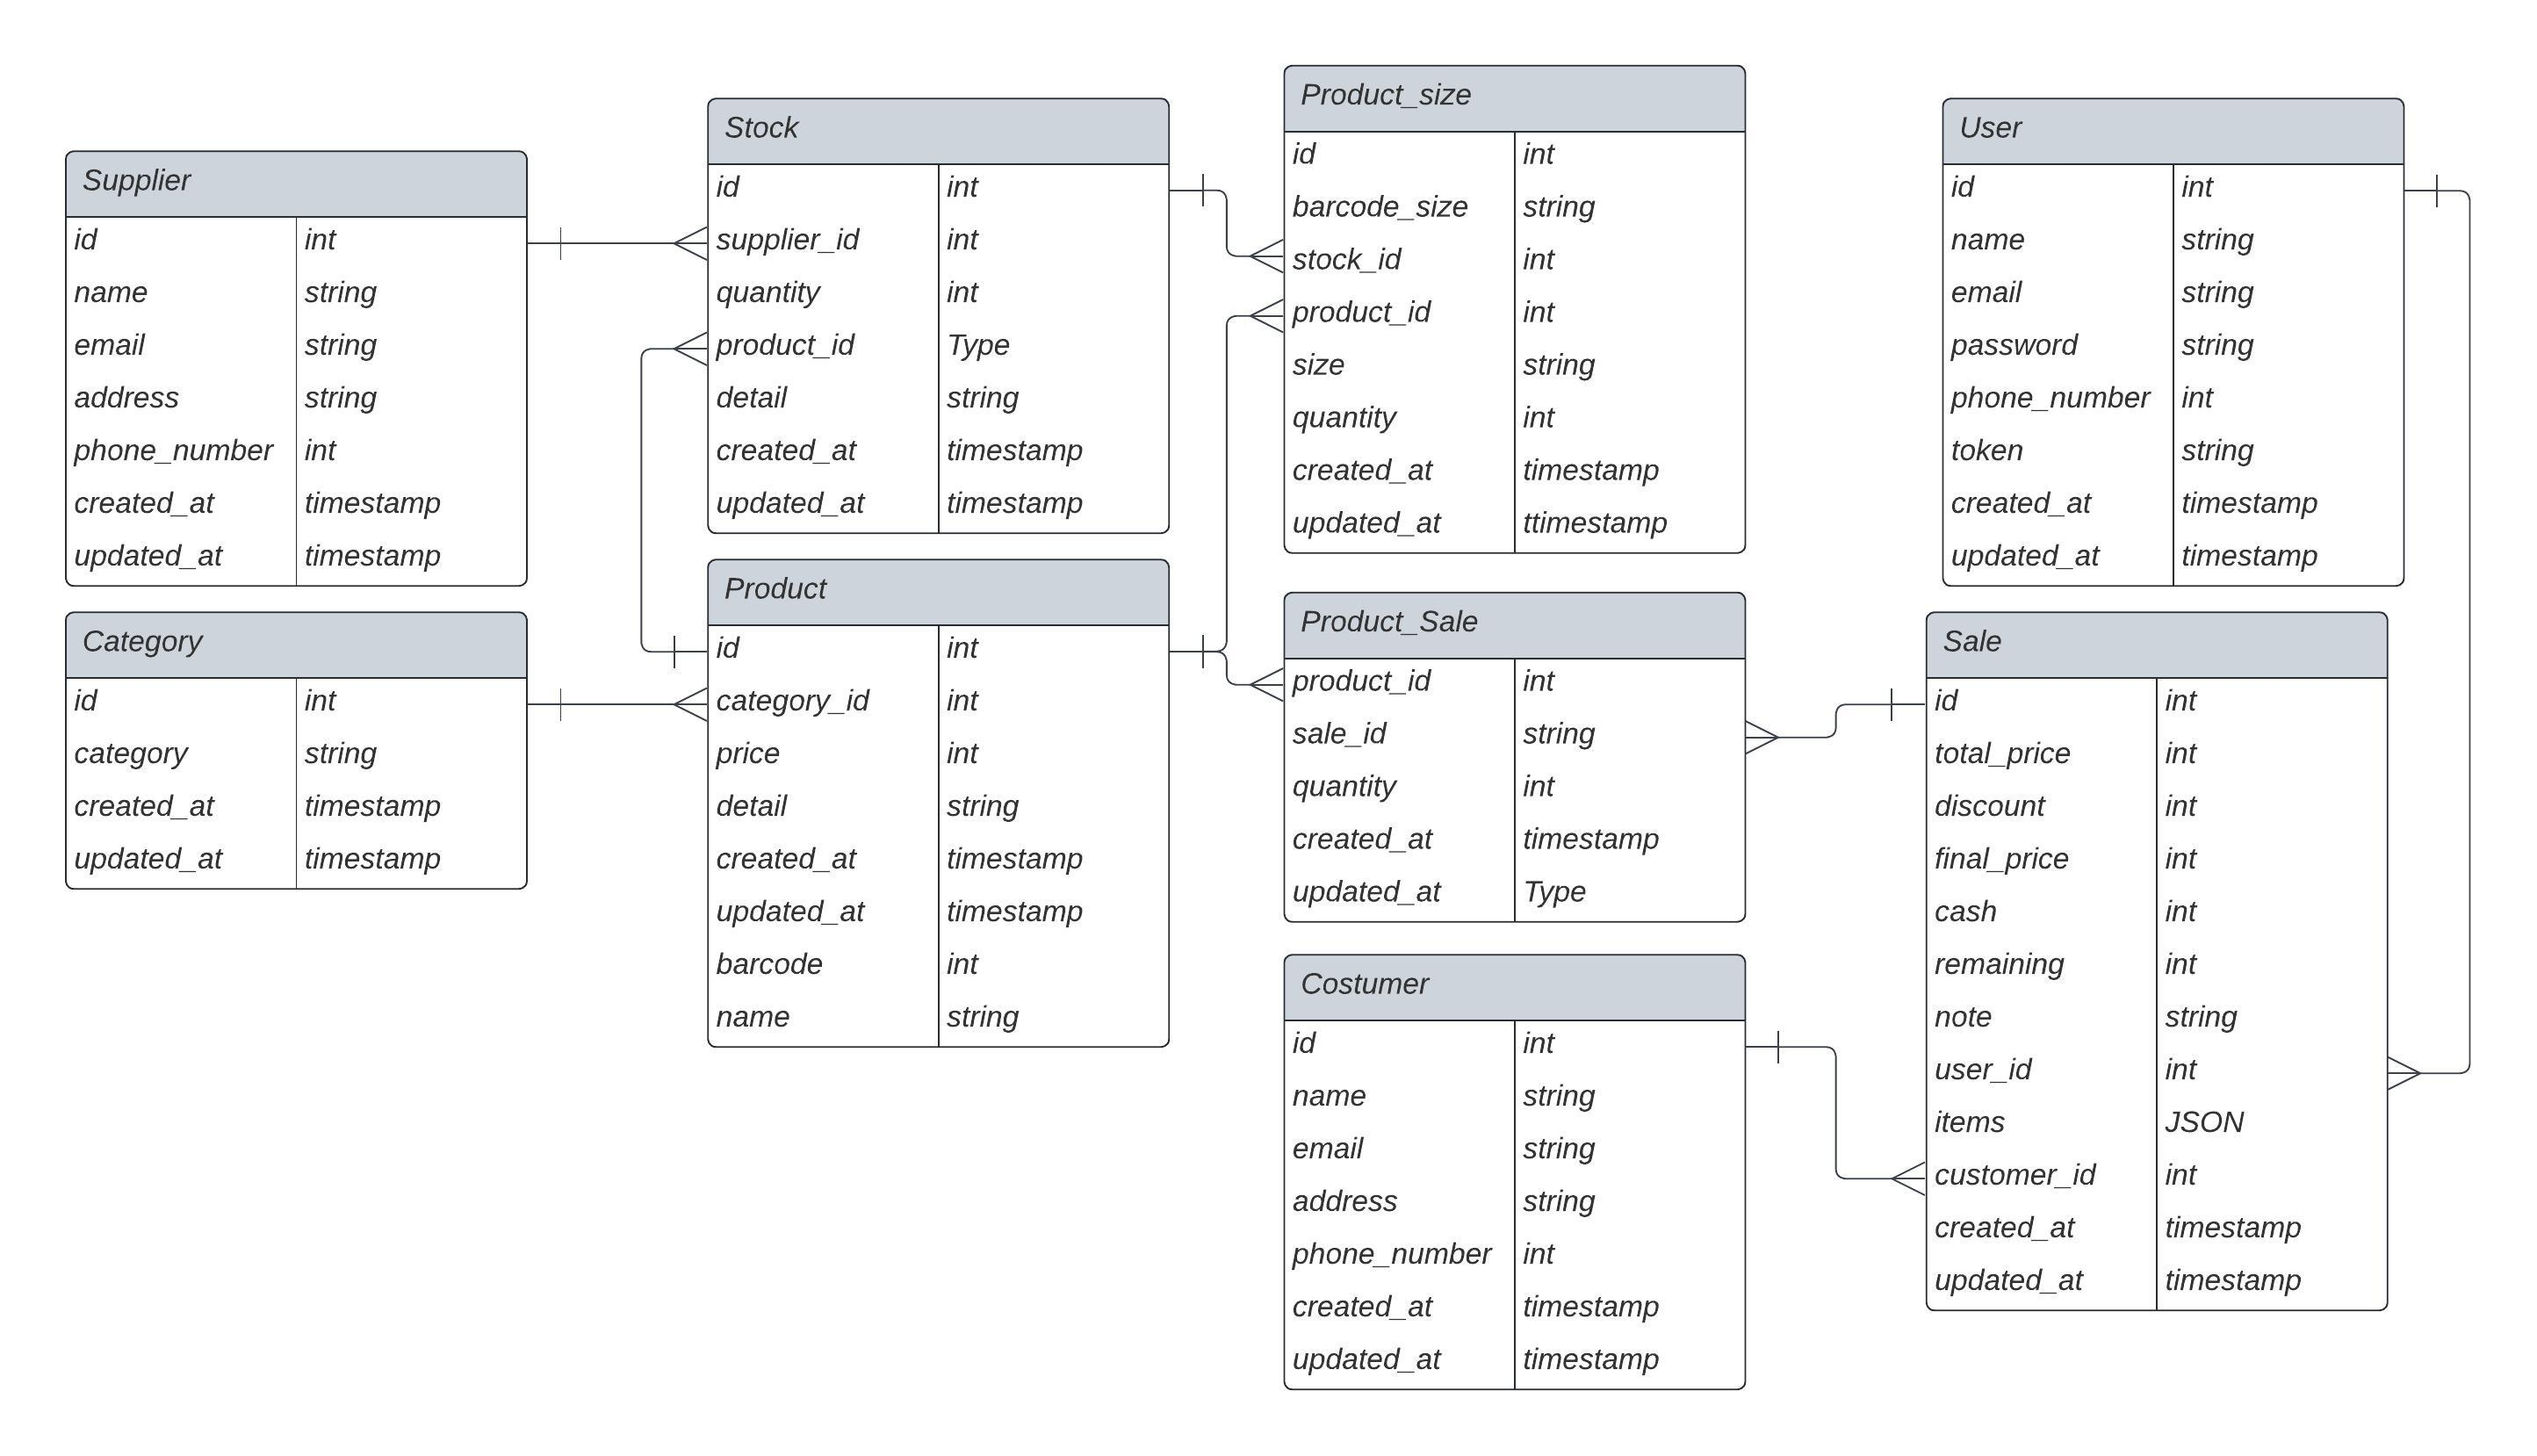 Supplier
id int
name string
email string
address string
phone_number int
created_at timestamp
updated_at timestamp
Category
id int
category string
created_at timestamp
updated_at timestamp
Stock
id int
supplier_id int
quantity int
product_id Type
detail string
created_at timestamp
updated_at timestamp
Product
id int
category_id int
price int
detail string
created_at timestamp
updated_at timestamp
barcode int
name string
Product_size
id int
barcode_size string
stock_id int
product_id int
size string
quantity int
created_at timestamp
updated_at ttimestamp
Product_Sale
product_id int
sale_id string
quantity int
created_at timestamp
updated_at Type
Costumer
id int
name string
email string
address string
phone_number int
created_at timestamp
updated_at timestamp
User
id int
name string
email string
password string
phone_number int
token string
created_at timestamp
updated_at timestamp
Sale
id int
total_price int
discount int
final_price int
cash int
remaining int
note string
user_id int
items JSON
customer_id int
created_at timestamp
updated_at timestamp